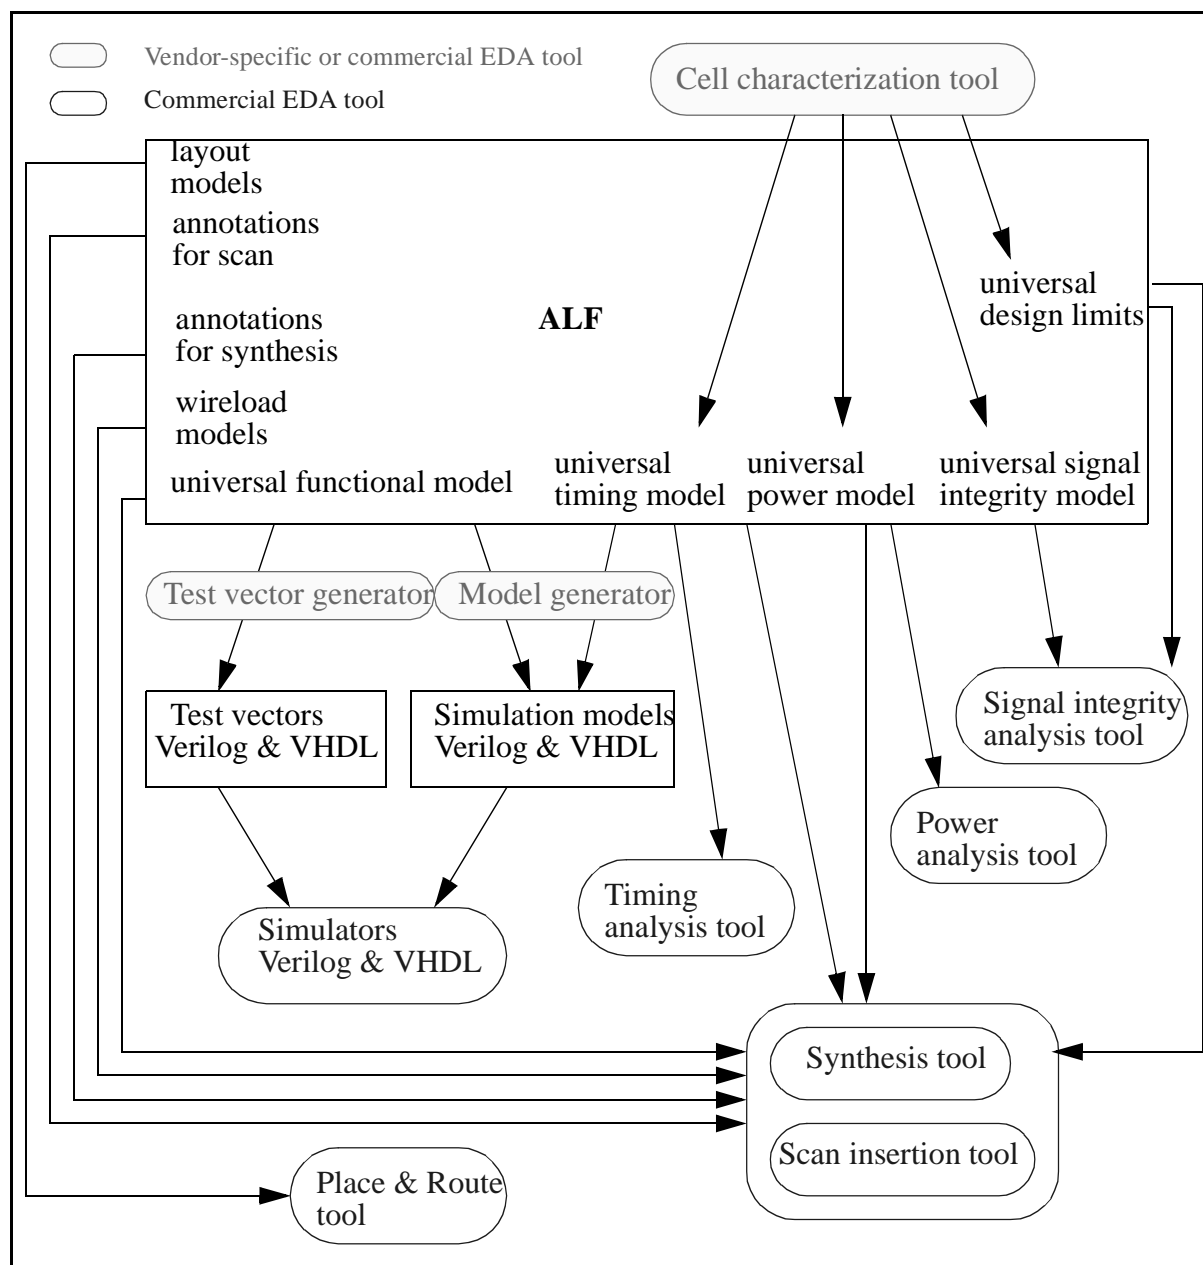 Vendor-specific or commercial EDA tool
Commercial EDA tool
Cell characterization tool
layout
models
annotations
for scan
annotations
for synthesis
wireload
models
universal functional model
ALF
universal
design limits
universal
timing model
universal
power model
universal signal
integrity model
Test vector generator
Model generator
Test vectors
Verilog & VHDL
Simulation models
Verilog & VHDL
Signal integrity
analysis tool
Power
analysis tool
Timing
analysis tool
Simulators
Verilog & VHDL
Synthesis tool
Scan insertion tool
Place & Route
tool